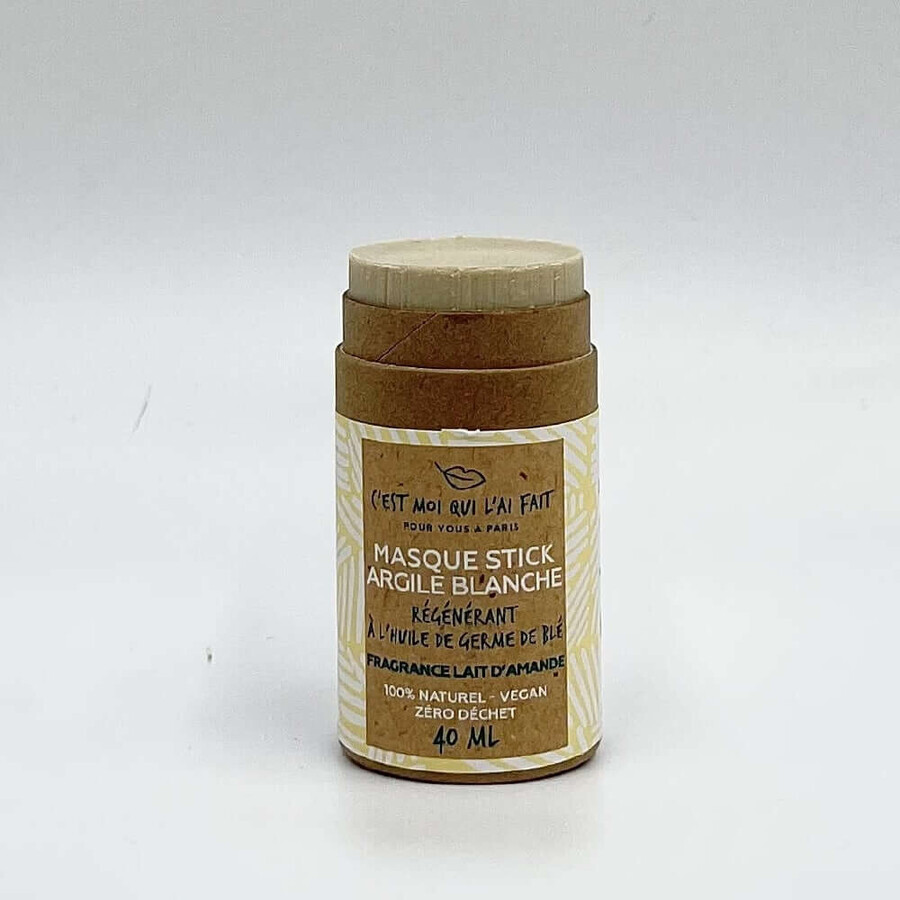 C'EST MOI QUI L'AI FAIT
POUR VOUS À PARIS
MASQUE STICK
ARGILE BLANCHE
RÉGÉNÉRANT
À L'HUILE DE GERME DE BLÉ
FRAGRANCE LAIT D'AMANDE
100% NATUREL - VEGAN
ZÉRO DÉCHET
40 ML